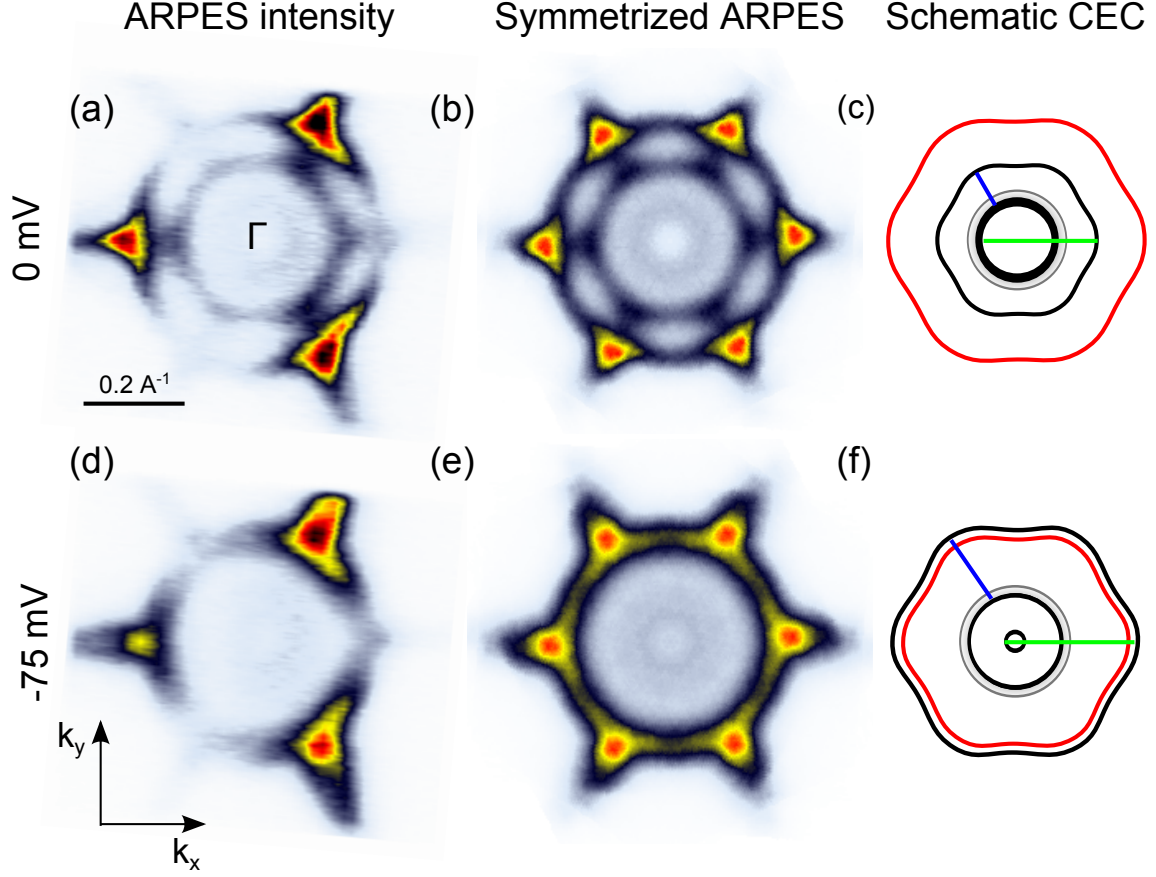 ARPES intensity
Symmetrized ARPES
Schematic CEC
(a)
(b)
(c)
0 mV
Γ
0.2 A⁻¹
(d)
(e)
(f)
-75 mV
k_y
k_x